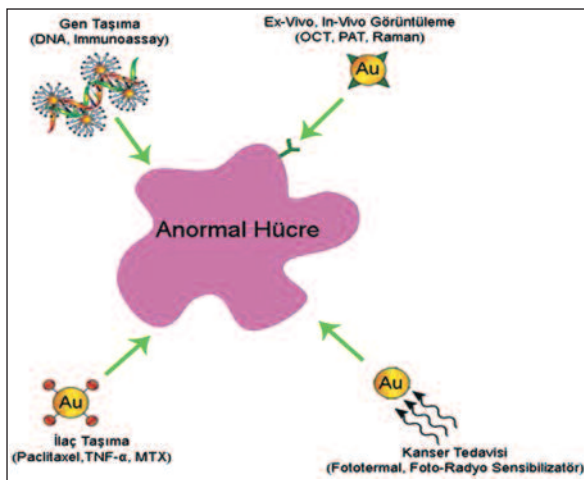 Gen Taşıma
(DNA, Immunoassay)
Ex-Vivo, In-Vivo Görüntüleme
(OCT, PAT, Raman)
Au
Anormal Hücre
Au
İlaç Taşıma
(Paclitaxel,TNF-α, MTX)
Au
Kanser Tedavisi
(Fototermal, Foto-Radyo Sensibilizatör)